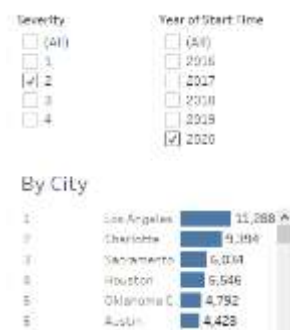 Severity
(All)
1
2
3
4
Year of Start Time
(All)
2016
2017
2018
2019
2020
By City
1 Los Angeles 11,288
2 Charlotte 9,394
3 Sacramento 6,034
4 Houston 5,546
5 Oklahoma C 4,792
6 Austin 4,428